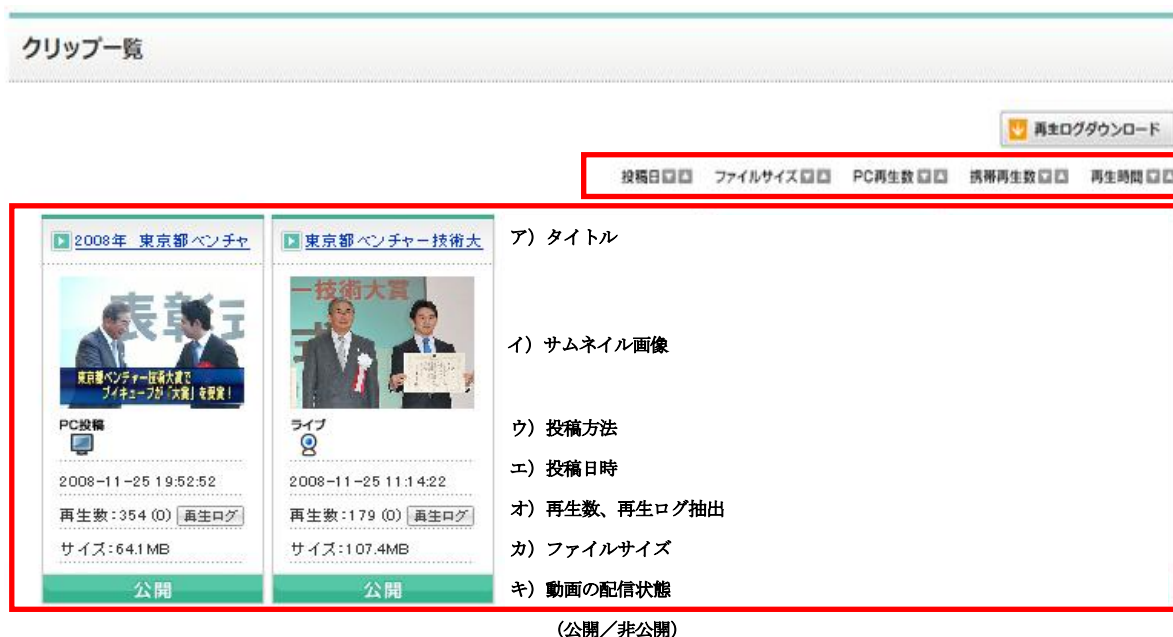 クリップ一覧
再生ログダウンロード
投稿日 ファイルサイズ PC再生数 携帯再生数 再生時間
2008年 東京都ベンチャ
東京都ベンチャー技術大
ア）タイトル
表彰式
東京都ベンチャー技術大賞で
ブイキューブが「大賞」を受賞！
ー技術大賞
式
イ）サムネイル画像
PC投稿
ライブ
ウ）投稿方法
2008-11-25 19:52:52
2008-11-25 11:14:22
エ）投稿日時
再生数:354 (0) 再生ログ
再生数:179 (0) 再生ログ
オ）再生数、再生ログ抽出
サイズ:64.1MB
サイズ:107.4MB
カ）ファイルサイズ
公開
公開
キ）動画の配信状態
（公開／非公開）